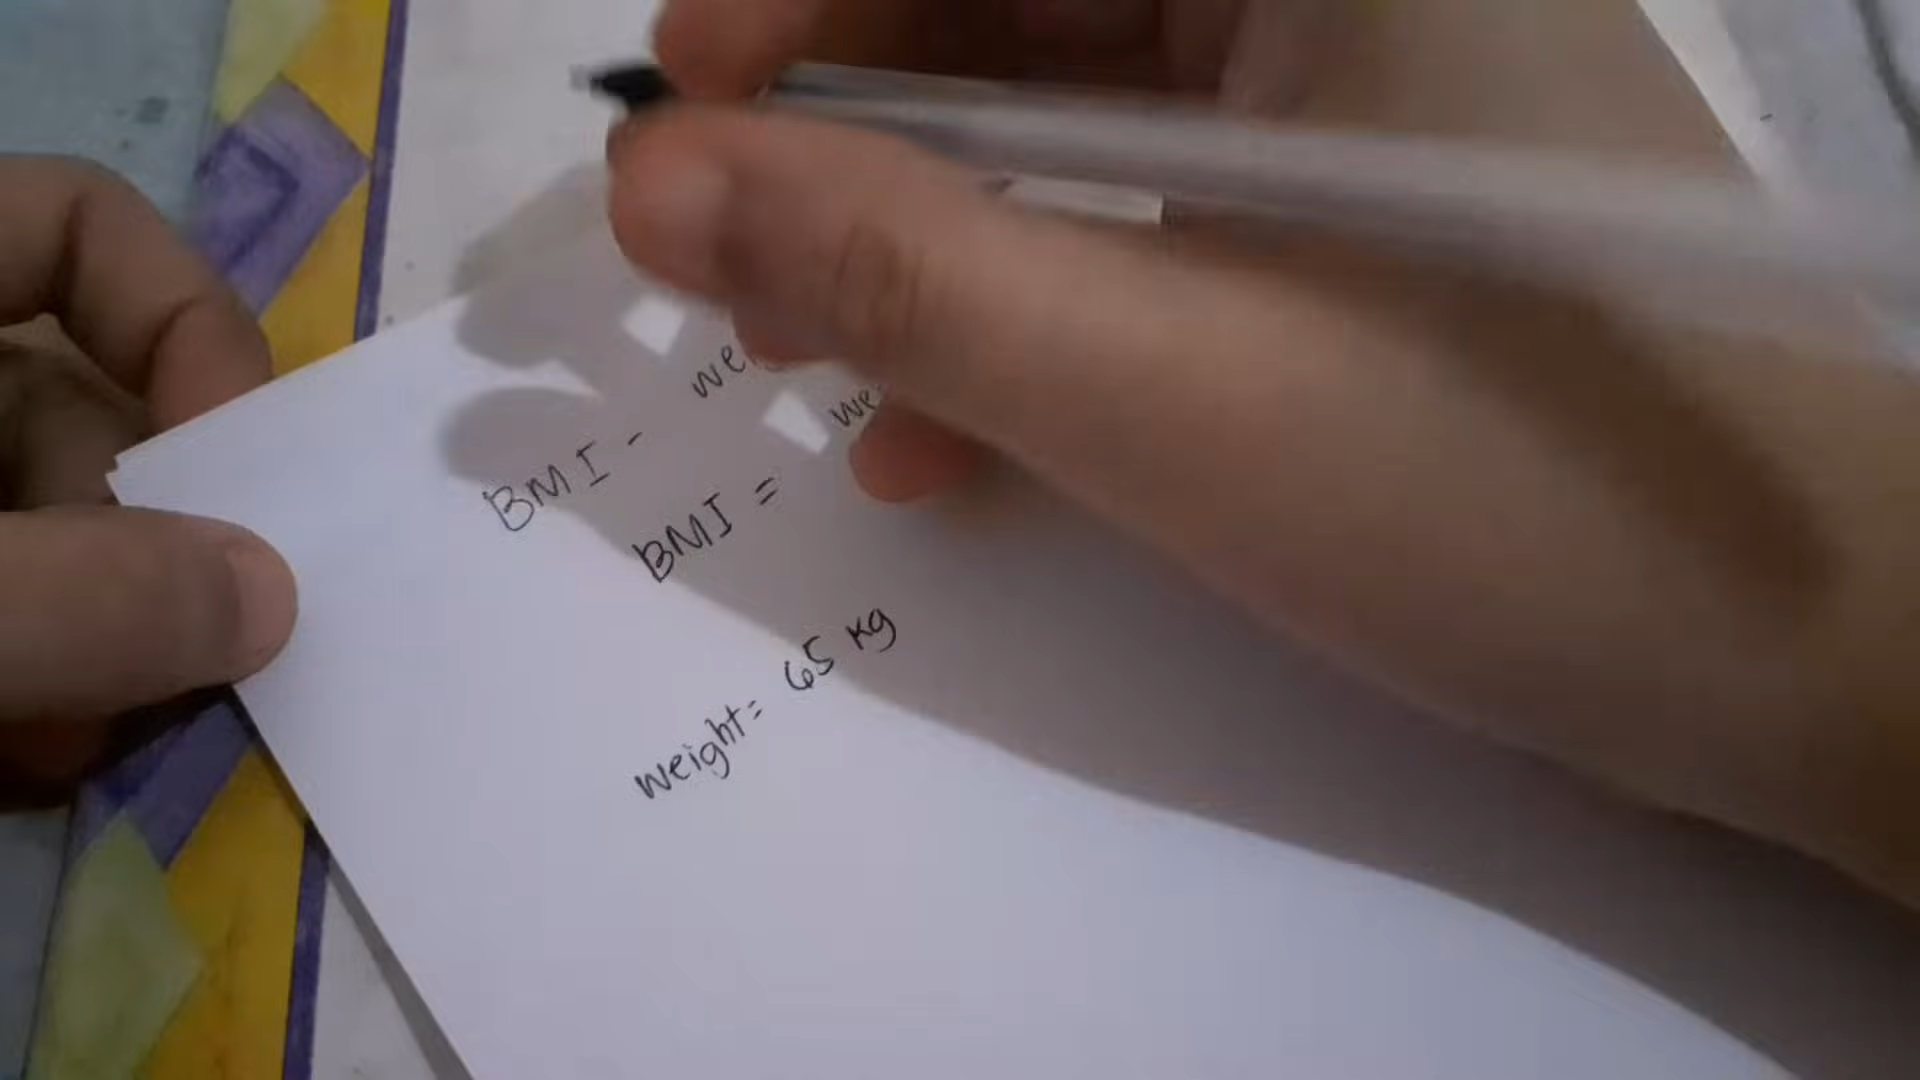 BMI -
BMI =
weight = 65 kg